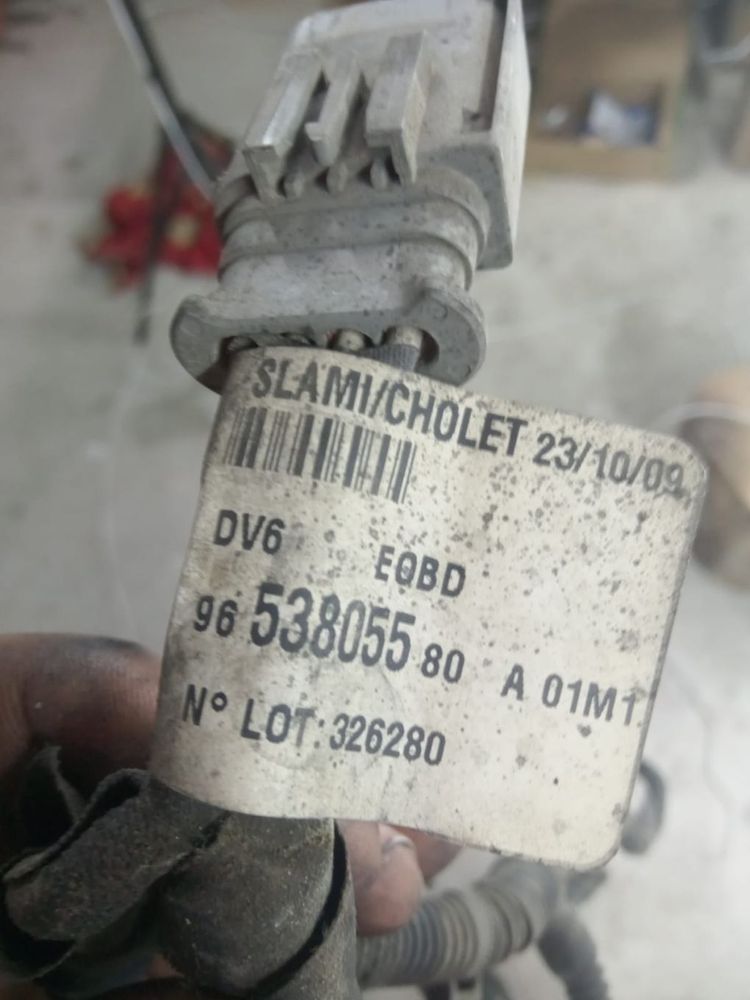 SLAMI/CHOLET 23/10/09
DV6 EOBD
96 538055 80 A 01M1
N° LOT: 326280